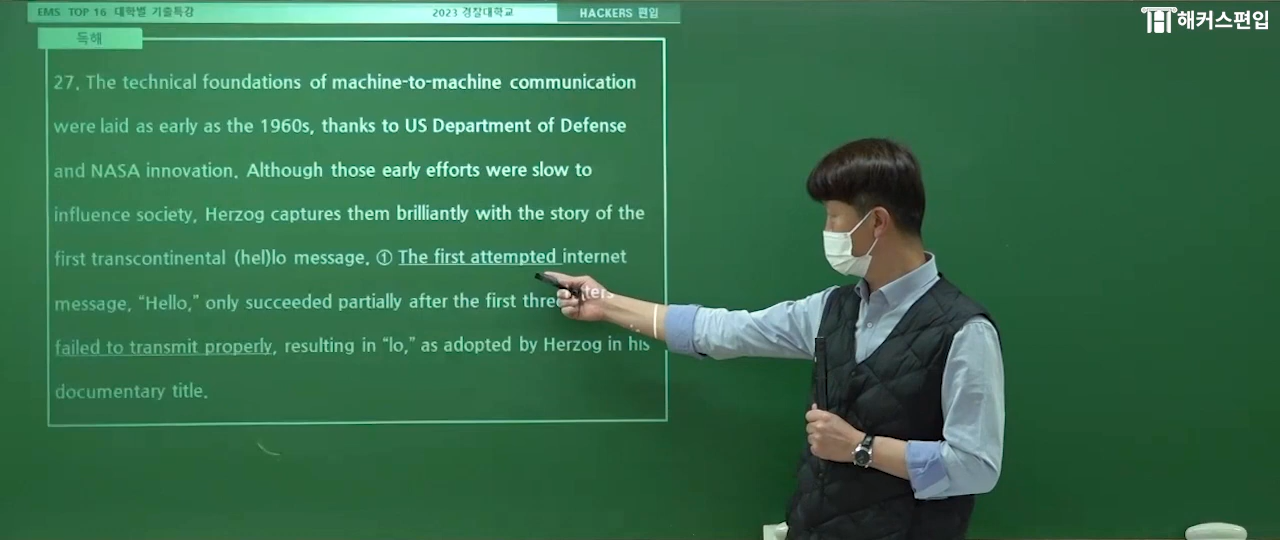 EMS TOP 16 대학별 기출특강 2023 경찰대학교 HACKERS 편입
해커스편입
독해
27. The technical foundations of machine-to-machine communication
were laid as early as the 1960s, thanks to US Department of Defense
and NASA innovation. Although those early efforts were slow to
influence society, Herzog captures them brilliantly with the story of the
first transcontinental (hel)lo message. ① The first attempted internet
message, “Hello,” only succeeded partially after the first three
failed to transmit properly, resulting in “lo,” as adopted by Herzog in his
documentary title.